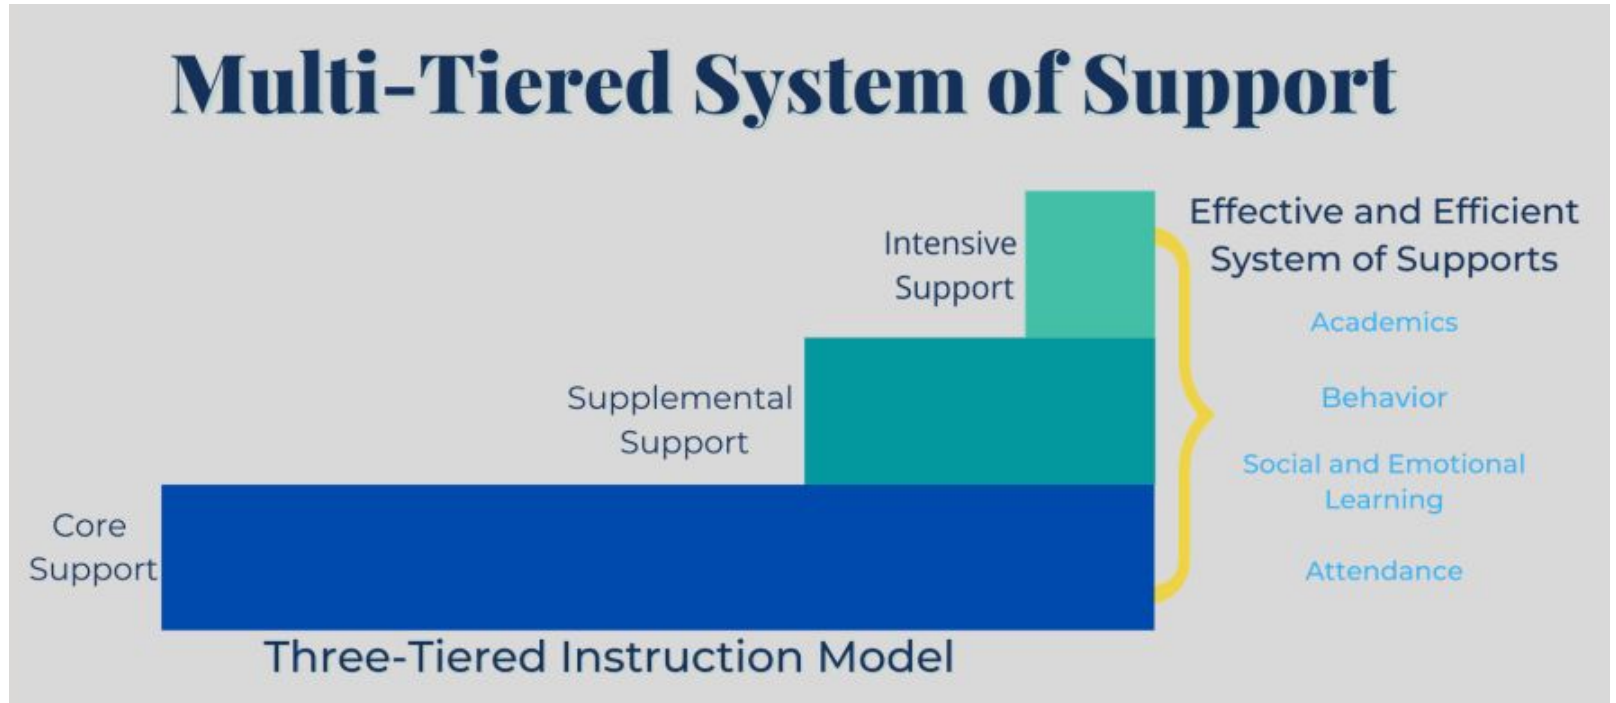 Multi-Tiered System of Support
Intensive
Support
Supplemental
Support
Core
Support
Three-Tiered Instruction Model
Effective and Efficient
System of Supports
Academics
Behavior
Social and Emotional
Learning
Attendance